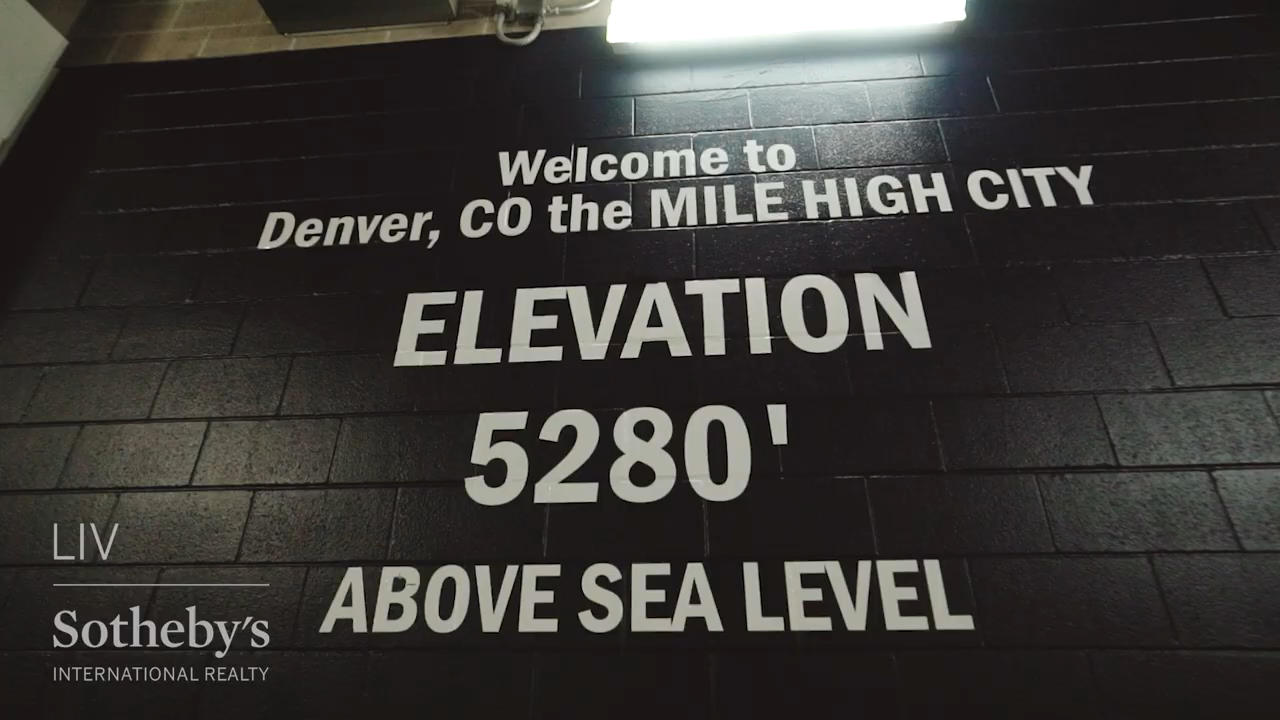 Welcome to
Denver, CO the MILE HIGH CITY
ELEVATION
5280'
ABOVE SEA LEVEL
LIV
Sotheby's
INTERNATIONAL REALTY